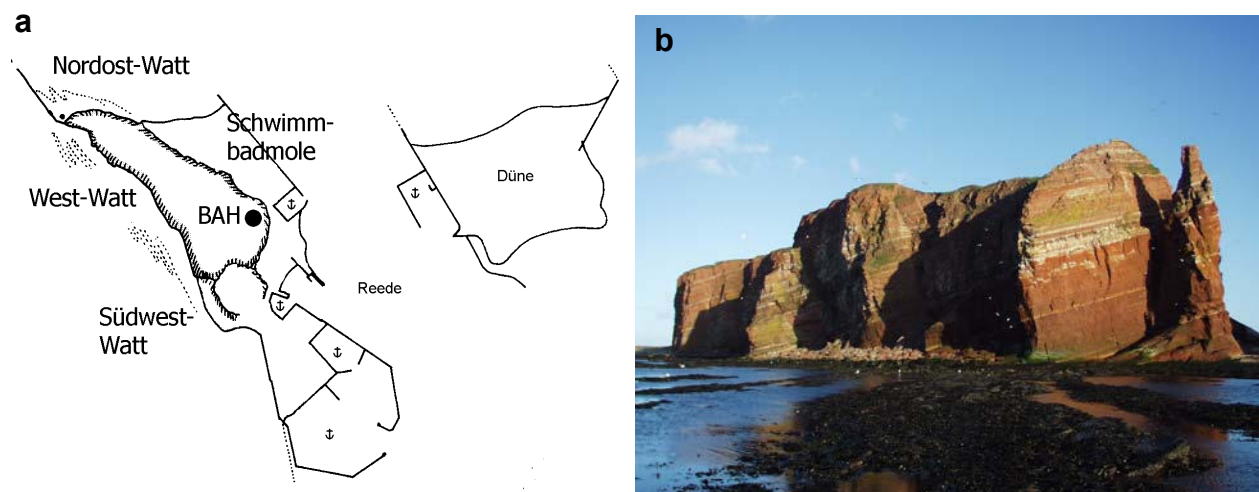 a
Nordost-Watt
Schwimm-
badmole
West-Watt
BAH
Düne
Reede
Südwest-
Watt
b